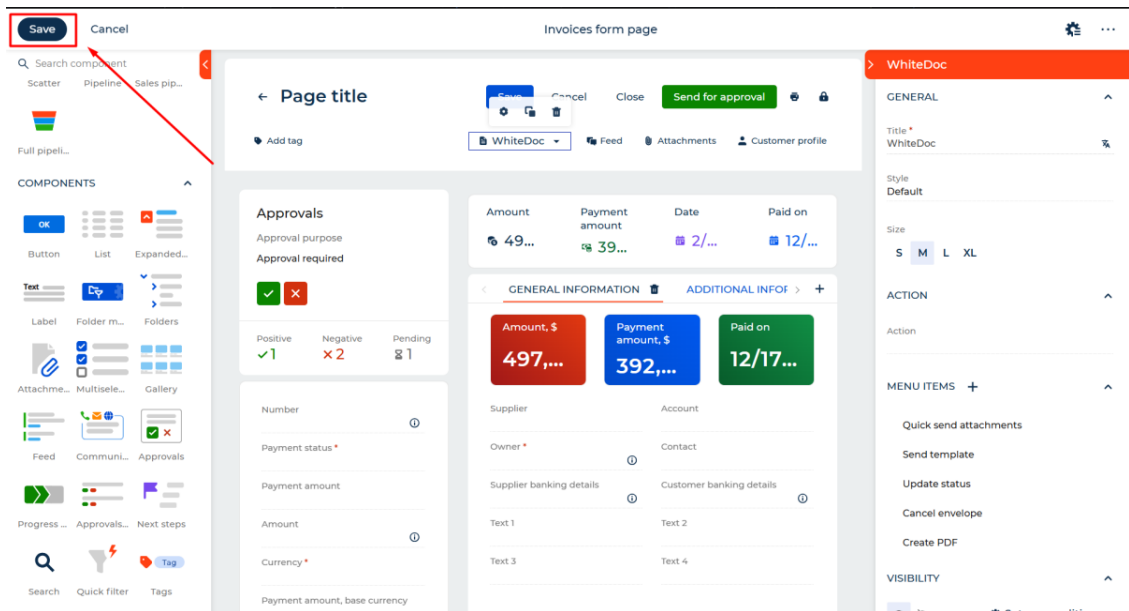 Save Cancel Invoices form page ...
Search component
Scatter Pipeline Sales pip...
Full pipeli...
COMPONENTS
OK
Button List Expanded...
Text
Label Folder m... Folders
Attachme... Multisele... Gallery
Feed Communi... Approvals
Progress ... Approvals... Next steps
Tag
Search Quick filter Tags
Page title
Cancel Close Send for approval
Add tag
WhiteDoc Feed Attachments Customer profile
Approvals
Approval purpose
Approval required
Positive Negative Pending
1 2 1
Number
Payment status *
Payment amount
Amount
Currency *
Payment amount, base currency
Amount Payment amount Date Paid on
49... 39... 2/... 12/...
GENERAL INFORMATION ADDITIONAL INFOR
Amount, $
497,...
Payment
amount, $
392,...
Paid on
12/17...
Supplier Account
Owner * Contact
Supplier banking details Customer banking details
Text 1 Text 2
Text 3 Text 4
WhiteDoc
GENERAL
Title *
WhiteDoc
Style
Default
Size
S M L XL
ACTION
Action
MENU ITEMS +
Quick send attachments
Send template
Update status
Cancel envelope
Create PDF
VISIBILITY